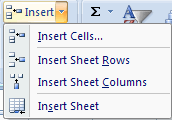 Insert Σ
Insert Cells...
Insert Sheet Rows
Insert Sheet Columns
Insert Sheet